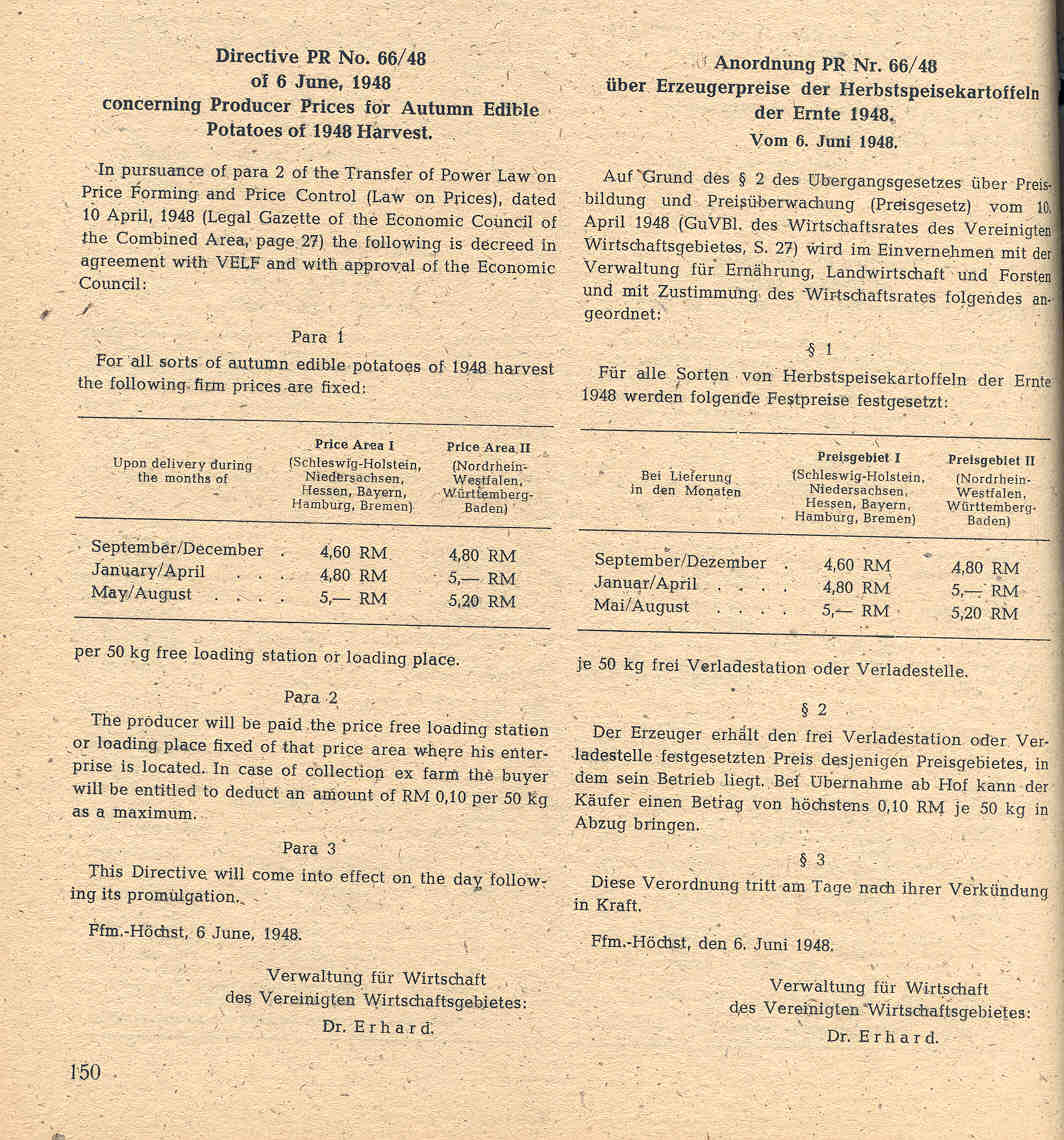 Directive PR No. 66/48
of 6 June, 1948
concerning Producer Prices for Autumn Edible
Potatoes of 1948 Harvest.
In pursuance of para 2 of the Transfer of Power Law on
Price Forming and Price Control (Law on Prices), dated
10 April, 1948 (Legal Gazette of the Economic Council of
the Combined Area, page 27) the following is decreed in
agreement with VELF and with approval of the Economic
Council:
Para 1
For all sorts of autumn edible potatoes of 1948 harvest
the following firm prices are fixed:
Upon delivery during
the months of
Price Area I
(Schleswig-Holstein,
Niedersachsen,
Hessen, Bayern,
Hamburg, Bremen)
Price Area II
(Nordrhein-
Westfalen,
Württemberg-
Baden)
September/December . 4,60 RM 4,80 RM
January/April . . . . 4,80 RM 5,— RM
May/August . . . . 5,— RM 5,20 RM
per 50 kg free loading station or loading place.
Para 2
The producer will be paid the price free loading station
or loading place fixed of that price area where his enter-
prise is located. In case of collection ex farm the buyer
will be entitled to deduct an amount of RM 0,10 per 50 kg
as a maximum.
Para 3
This Directive will come into effect on the day follow-
ing its promulgation.
Ffm.-Höchst, 6 June, 1948.
Verwaltung für Wirtschaft
des Vereinigten Wirtschaftsgebietes:
Dr. Erhard.
150
Anordnung PR Nr. 66/48
über Erzeugerpreise der Herbstspeisekartoffeln
der Ernte 1948.
Vom 6. Juni 1948.
Auf Grund des § 2 des Übergangsgesetzes über Preis-
bildung und Preisüberwachung (Preisgesetz) vom 10.
April 1948 (GuVBl. des Wirtschaftsrates des Vereinigten
Wirtschaftsgebietes, S. 27) wird im Einvernehmen mit der
Verwaltung für Ernährung, Landwirtschaft und Forsten
und mit Zustimmung des Wirtschaftsrates folgendes an-
geordnet:
§ 1
Für alle Sorten von Herbstspeisekartoffeln der Ernte
1948 werden folgende Festpreise festgesetzt:
Bei Lieferung
in den Monaten
Preisgebiet I
(Schleswig-Holstein,
Niedersachsen,
Hessen, Bayern,
Hamburg, Bremen)
Preisgebiet II
(Nordrhein-
Westfalen,
Württemberg-
Baden)
September/Dezember . 4,60 RM 4,80 RM
Januar/April . . . . 4,80 RM 5,— RM
Mai/August . . . . 5,— RM 5,20 RM
je 50 kg frei Verladestation oder Verladestelle.
§ 2
Der Erzeuger erhält den frei Verladestation oder Ver-
ladestelle festgesetzten Preis desjenigen Preisgebietes, in
dem sein Betrieb liegt. Bei Übernahme ab Hof kann der
Käufer einen Betrag von höchstens 0,10 RM je 50 kg in
Abzug bringen.
§ 3
Diese Verordnung tritt am Tage nach ihrer Verkündung
in Kraft.
Ffm.-Höchst, den 6. Juni 1948.
Verwaltung für Wirtschaft
des Vereinigten Wirtschaftsgebietes:
Dr. Erhard.